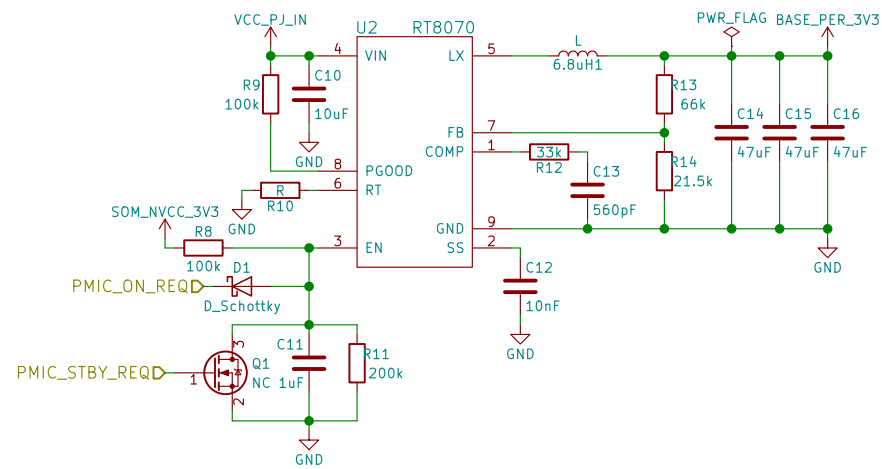 VCC_PJ_IN
U2 RT8070
PWR_FLAG BASE_PER_3V3
4 VIN LX 5
L
6.8uH1
R9
100k
C10
10uF
GND
R13
66k
C14
47uF
C15
47uF
C16
47uF
FB 7
COMP 1
33k
R12
R14
21.5k
C13
560pF
8 PGOOD
6 RT
R
R10
GND
SOM_NVCC_3V3
R8
100k
3 EN
GND 9
SS 2
GND
C12
10nF
GND
D1
PMIC_ON_REQ
D_Schottky
PMIC_STBY_REQ
1
3
2
Q1
NC
C11
1uF
R11
200k
GND